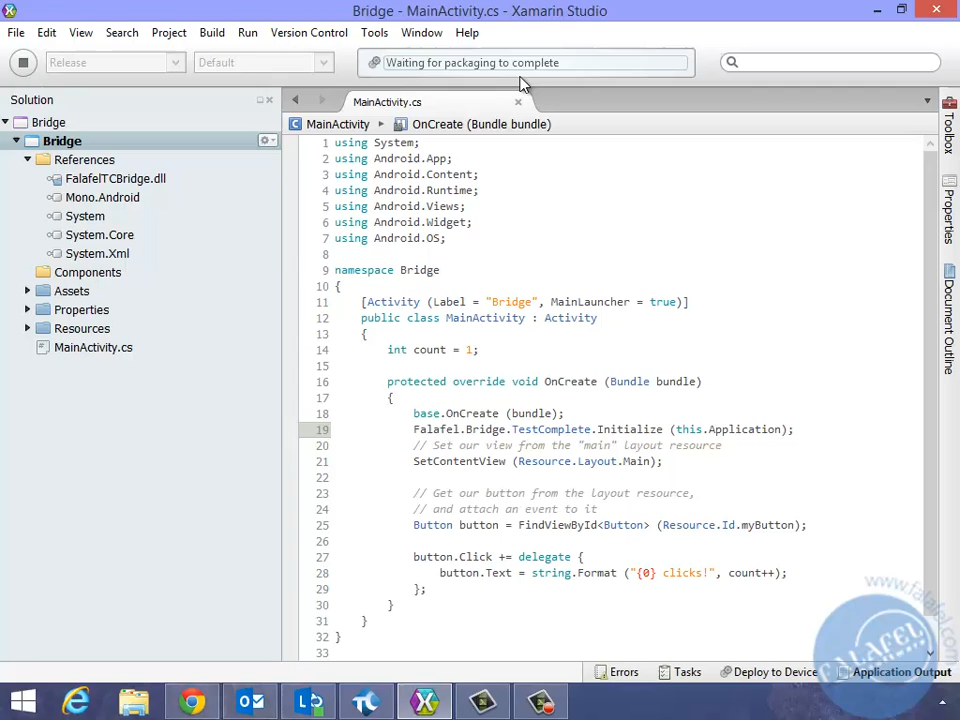 Bridge - MainActivity.cs - Xamarin Studio
File Edit View Search Project Build Run Version Control Tools Window Help
Release Default Waiting for packaging to complete
Solution
MainActivity.cs
MainActivity OnCreate (Bundle bundle)
Bridge
Bridge
References
FalafelTCBridge.dll
Mono.Android
System
System.Core
System.Xml
Components
Assets
Properties
Resources
MainActivity.cs
1 using System;
2 using Android.App;
3 using Android.Content;
4 using Android.Runtime;
5 using Android.Views;
6 using Android.Widget;
7 using Android.OS;
8
9 namespace Bridge
10 {
11 [Activity (Label = "Bridge", MainLauncher = true)]
12 public class MainActivity : Activity
13 {
14 int count = 1;
15
16 protected override void OnCreate (Bundle bundle)
17 {
18 base.OnCreate (bundle);
19 Falafel.Bridge.TestComplete.Initialize (this.Application);
20 // Set our view from the "main" layout resource
21 SetContentView (Resource.Layout.Main);
22
23 // Get our button from the layout resource,
24 // and attach an event to it
25 Button button = FindViewById<Button> (Resource.Id.myButton);
26
27 button.Click += delegate {
28 button.Text = string.Format ("{0} clicks!", count++);
29 };
30 }
31 }
32 }
33
Toolbox
Properties
Document Outline
www.falafel
FALAFEL
Errors Tasks Deploy to Device Application Output